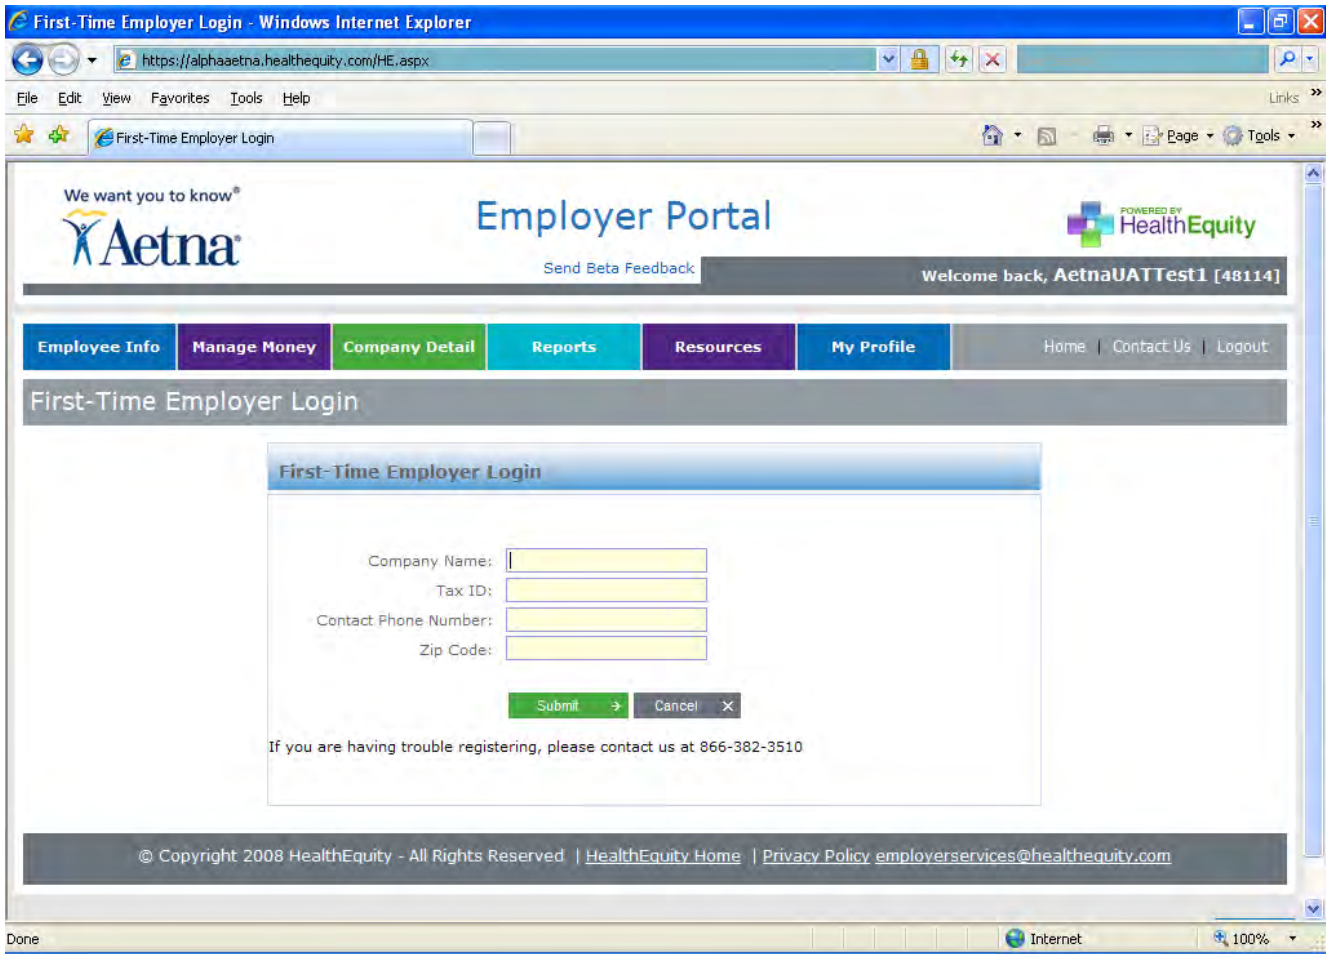 First-Time Employer Login - Windows Internet Explorer
https://alphaaetna.healthequity.com/HE.aspx
File Edit View Favorites Tools Help Links »
First-Time Employer Login Page Tools »
We want you to know®
Aetna®
Employer Portal
POWERED BY
HealthEquity
Send Beta Feedback
Welcome back, AetnaUATTest1 [48114]
Employee Info Manage Money Company Detail Reports Resources My Profile Home | Contact Us | Logout
First-Time Employer Login
First-Time Employer Login
Company Name:
Tax ID:
Contact Phone Number:
Zip Code:
Submit Cancel X
If you are having trouble registering, please contact us at 866-382-3510
© Copyright 2008 HealthEquity - All Rights Reserved | HealthEquity Home | Privacy Policy employerservices@healthequity.com
Done Internet 100%